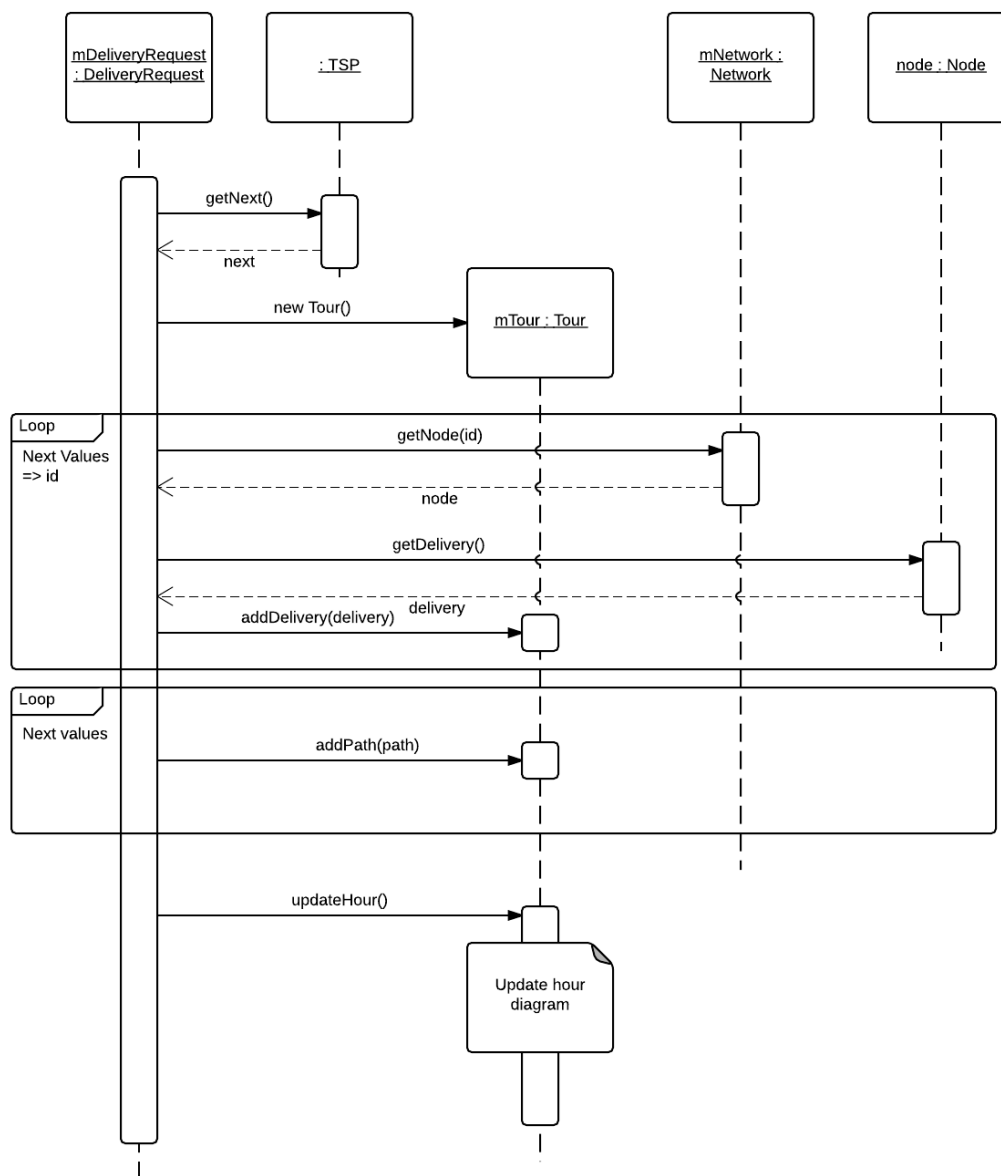 mDeliveryRequest
: DeliveryRequest
: TSP
mNetwork :
Network
node : Node
getNext()
next
new Tour()
mTour : Tour
Loop
Next Values
=> id
getNode(id)
node
getDelivery()
delivery
addDelivery(delivery)
Loop
Next values
addPath(path)
updateHour()
Update hour
diagram